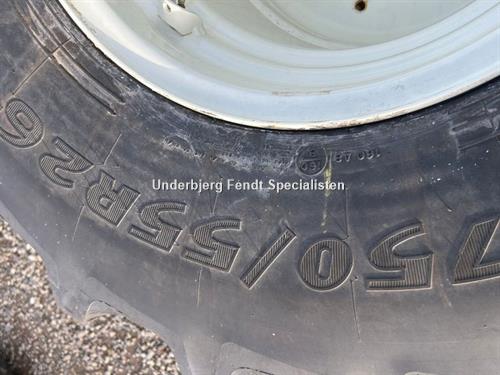 750/55R26
Underbjerg Fendt Specialisten